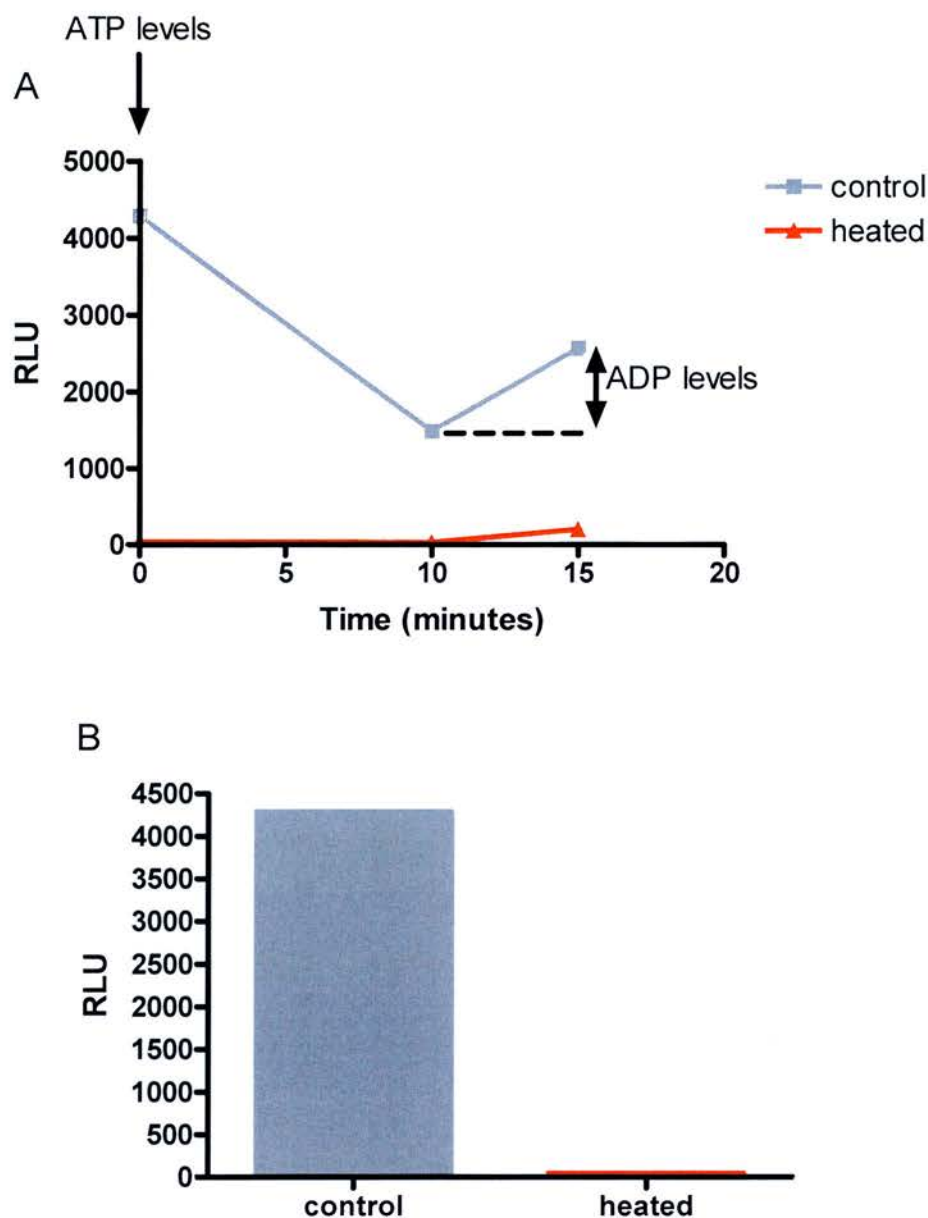 ATP levels
A
5000
4000
3000
2000
1000
0
RLU
0 5 10 15 20
Time (minutes)
control
heated
ADP levels
B
4500
4000
3500
3000
2500
2000
1500
1000
500
0
RLU
control heated